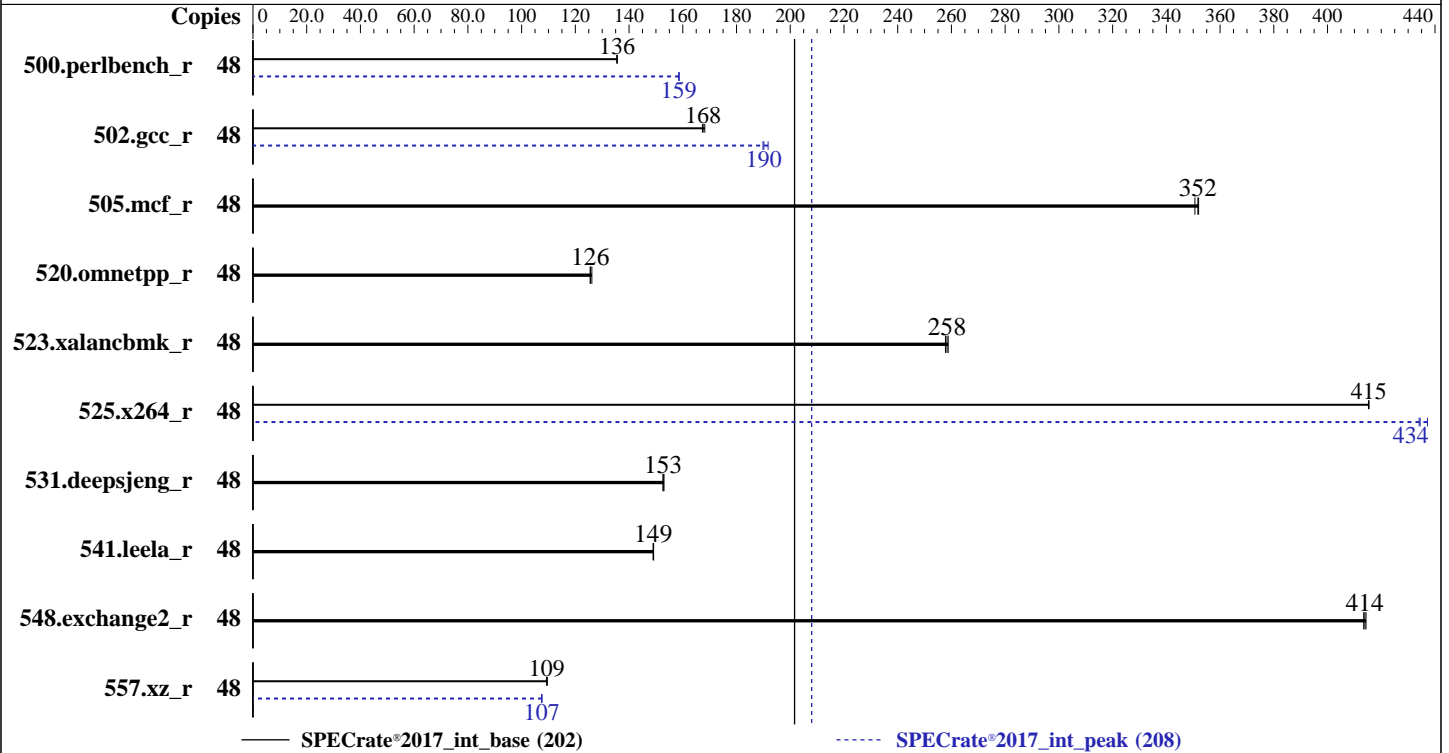 Copies 0 20.0 40.0 60.0 80.0 100 120 140 160 180 200 220 240 260 280 300 320 340 360 380 400 440
136
500.perlbench_r 48
159
168
502.gcc_r 48
190
352
505.mcf_r 48
126
520.omnetpp_r 48
258
523.xalancbmk_r 48
415
525.x264_r 48
434
153
531.deepsjeng_r 48
149
541.leela_r 48
414
548.exchange2_r 48
109
557.xz_r 48
107
SPECrate®2017_int_base (202) SPECrate®2017_int_peak (208)